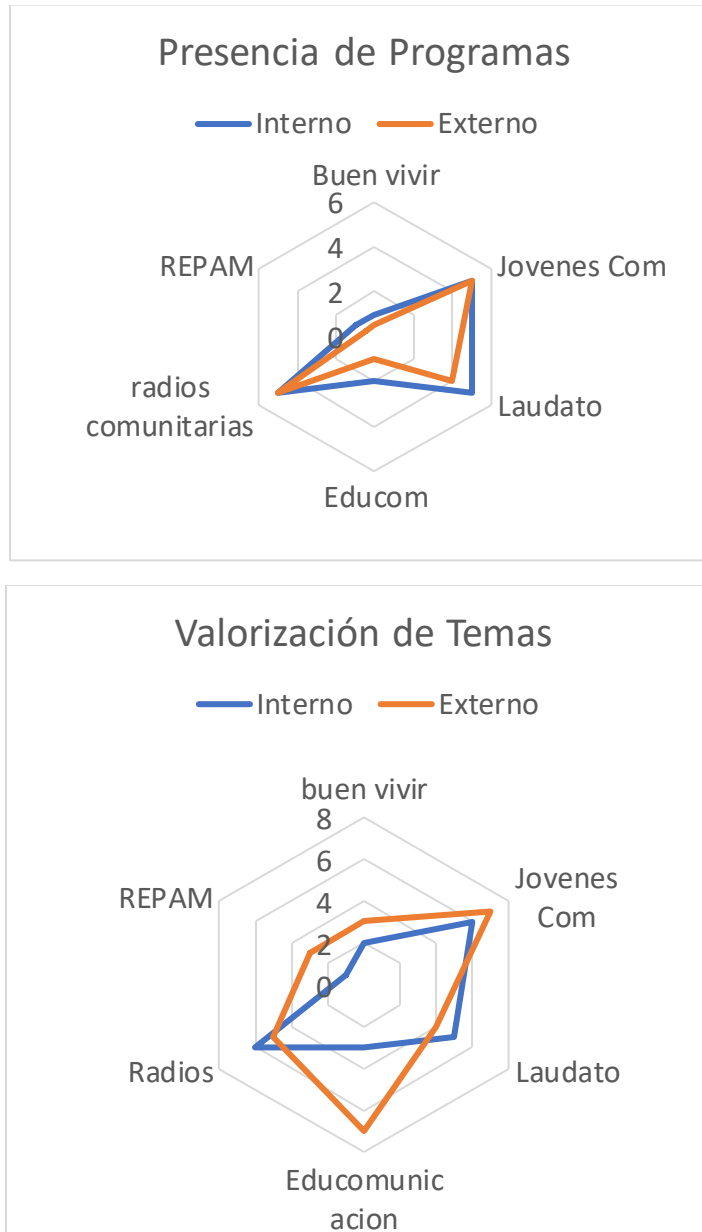 Presencia de Programas
Interno Externo
Buen vivir
6
REPAM
4
Jovenes Com
2
0
radios
comunitarias
Laudato
Educom
Valorización de Temas
Interno Externo
buen vivir
8
6
REPAM
Jovenes
Com
4
2
0
Radios
Laudato
Educomunic
acion